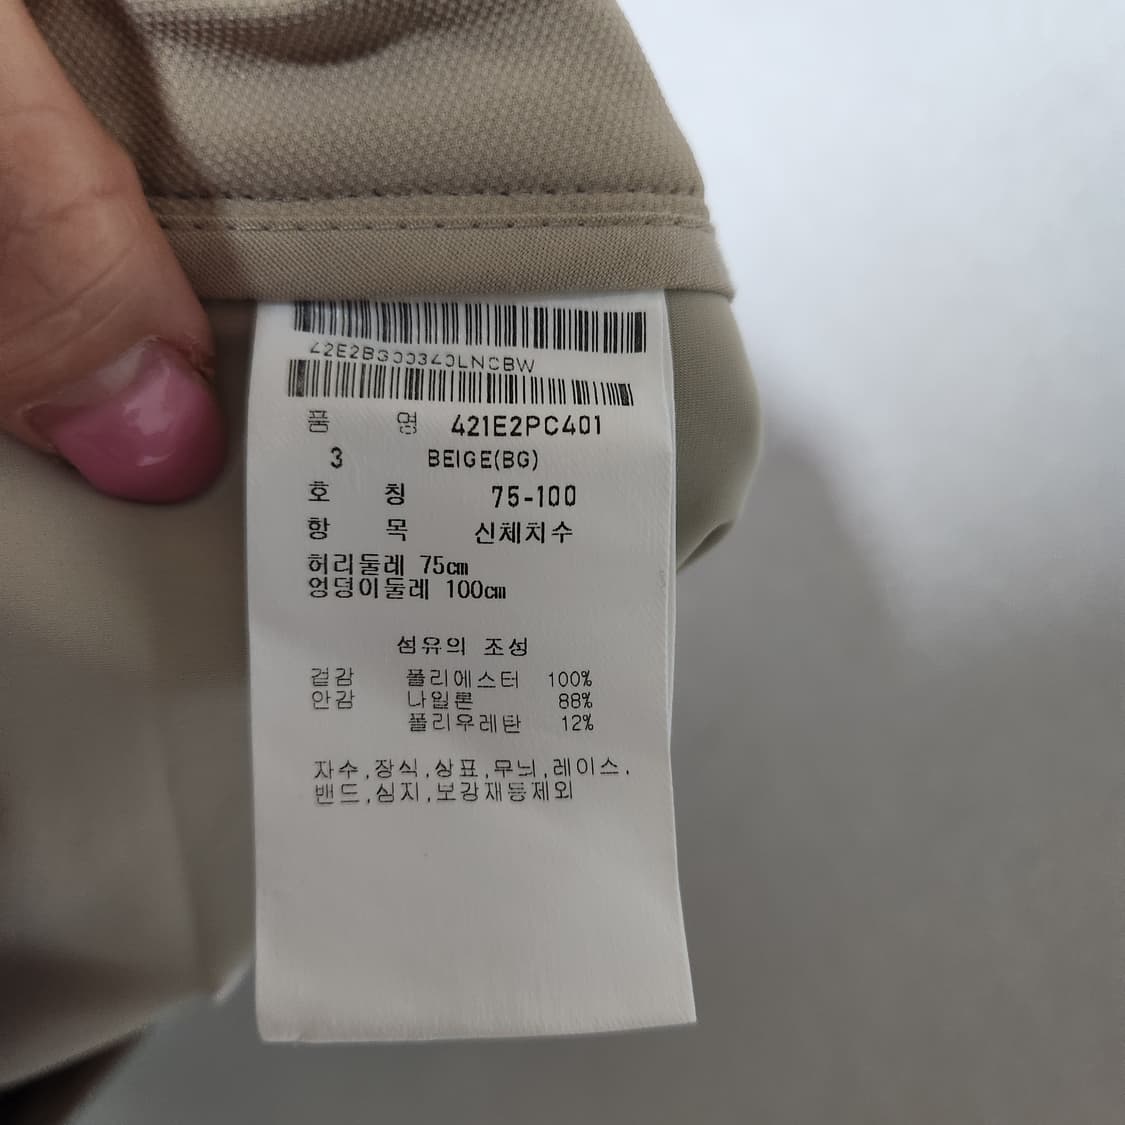 품 명 421E2PC401
3 BEIGE(BG)
호 칭 75-100
항 목 신체치수
허리둘레 75㎝
엉덩이둘레 100㎝
섬유의 조성
겉감 폴리에스터 100%
안감 나일론 88%
폴리우레탄 12%
자수,장식,상표,무늬,레이스,
밴드,심지,보강재등제외